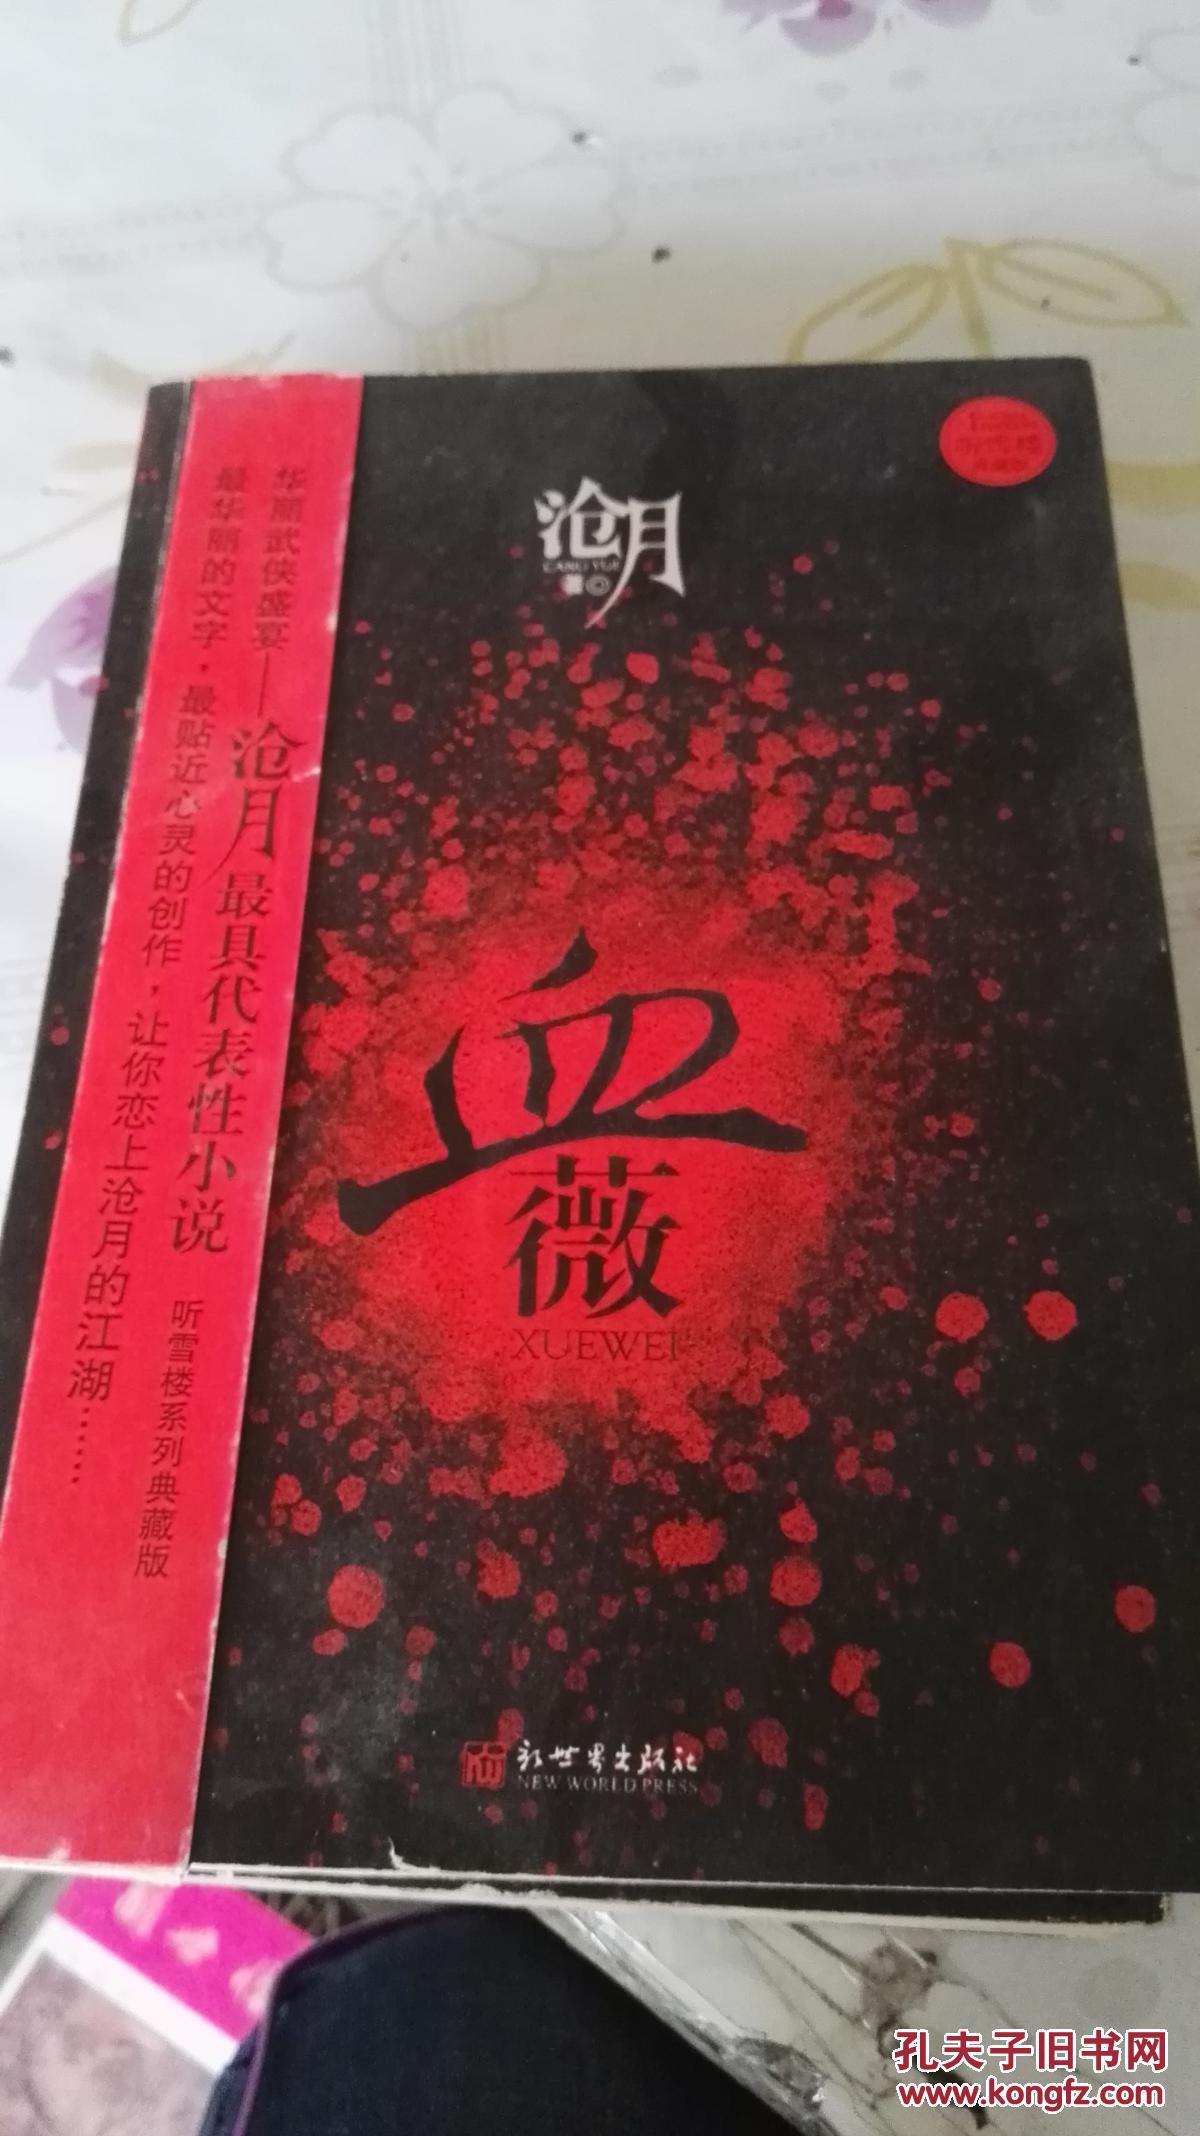 听雪楼
沧月
CANG YUE
著
华丽武侠盛宴——沧月最具代表性小说 听雪楼系列典藏版
最华丽的文字，最贴近心灵的创作，让你恋上沧月的江湖……
血
薇
XUEWEI
新世界出版社
NEW WORLD PRESS
孔夫子旧书网
www.kongfz.com